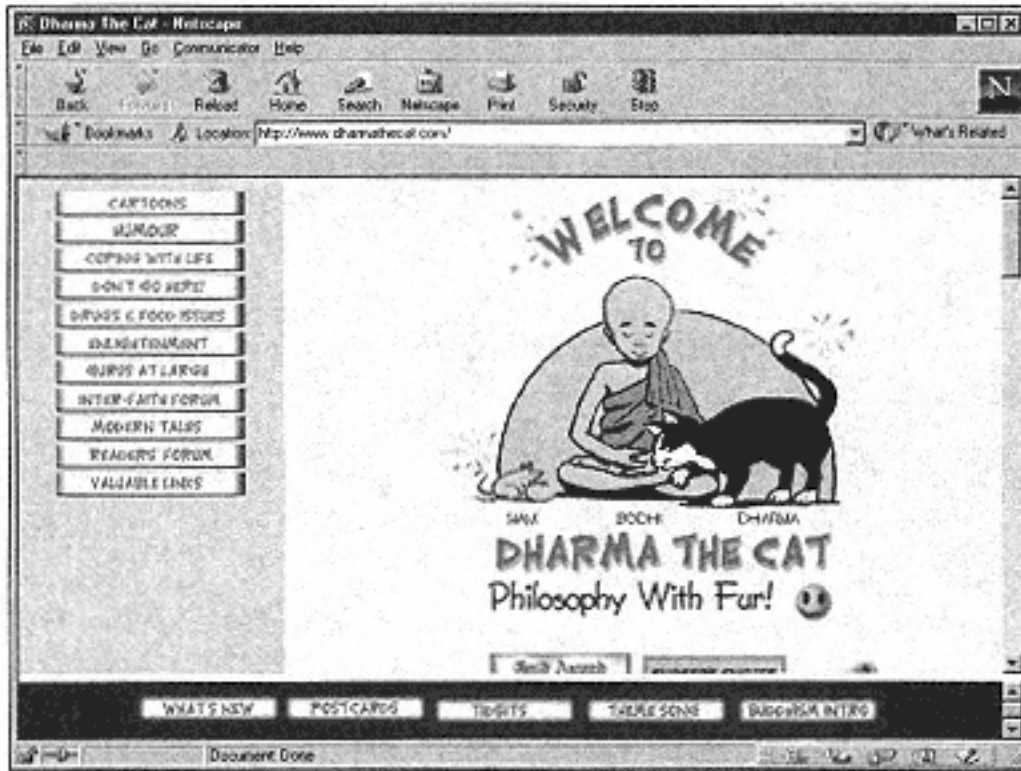 Dharma The Cat - Netscape
File Edit View Go Communicator Help
Back Forward Reload Home Search Netscape Print Security Stop
N
Bookmarks Location: http://www.dharmathecat.com/ What's Related
CARTOONS
HUMOUR
COPING WITH LIFE
DON'T GO HERE!
DRUGS & FOOD ISSUES
ENLIGHTENMENT
GURUS AT LARGE
INTER-FAITH FORUM
MODERN TALES
READERS FORUM
VALUABLE LINKS
WELCOME
TO
SIAM BODHI DHARMA
DHARMA THE CAT
Philosophy With Fur!
WHAT'S NEW POSTCARDS TIDBITS THEME SONG BUDDHISM INTRO
Document: Done